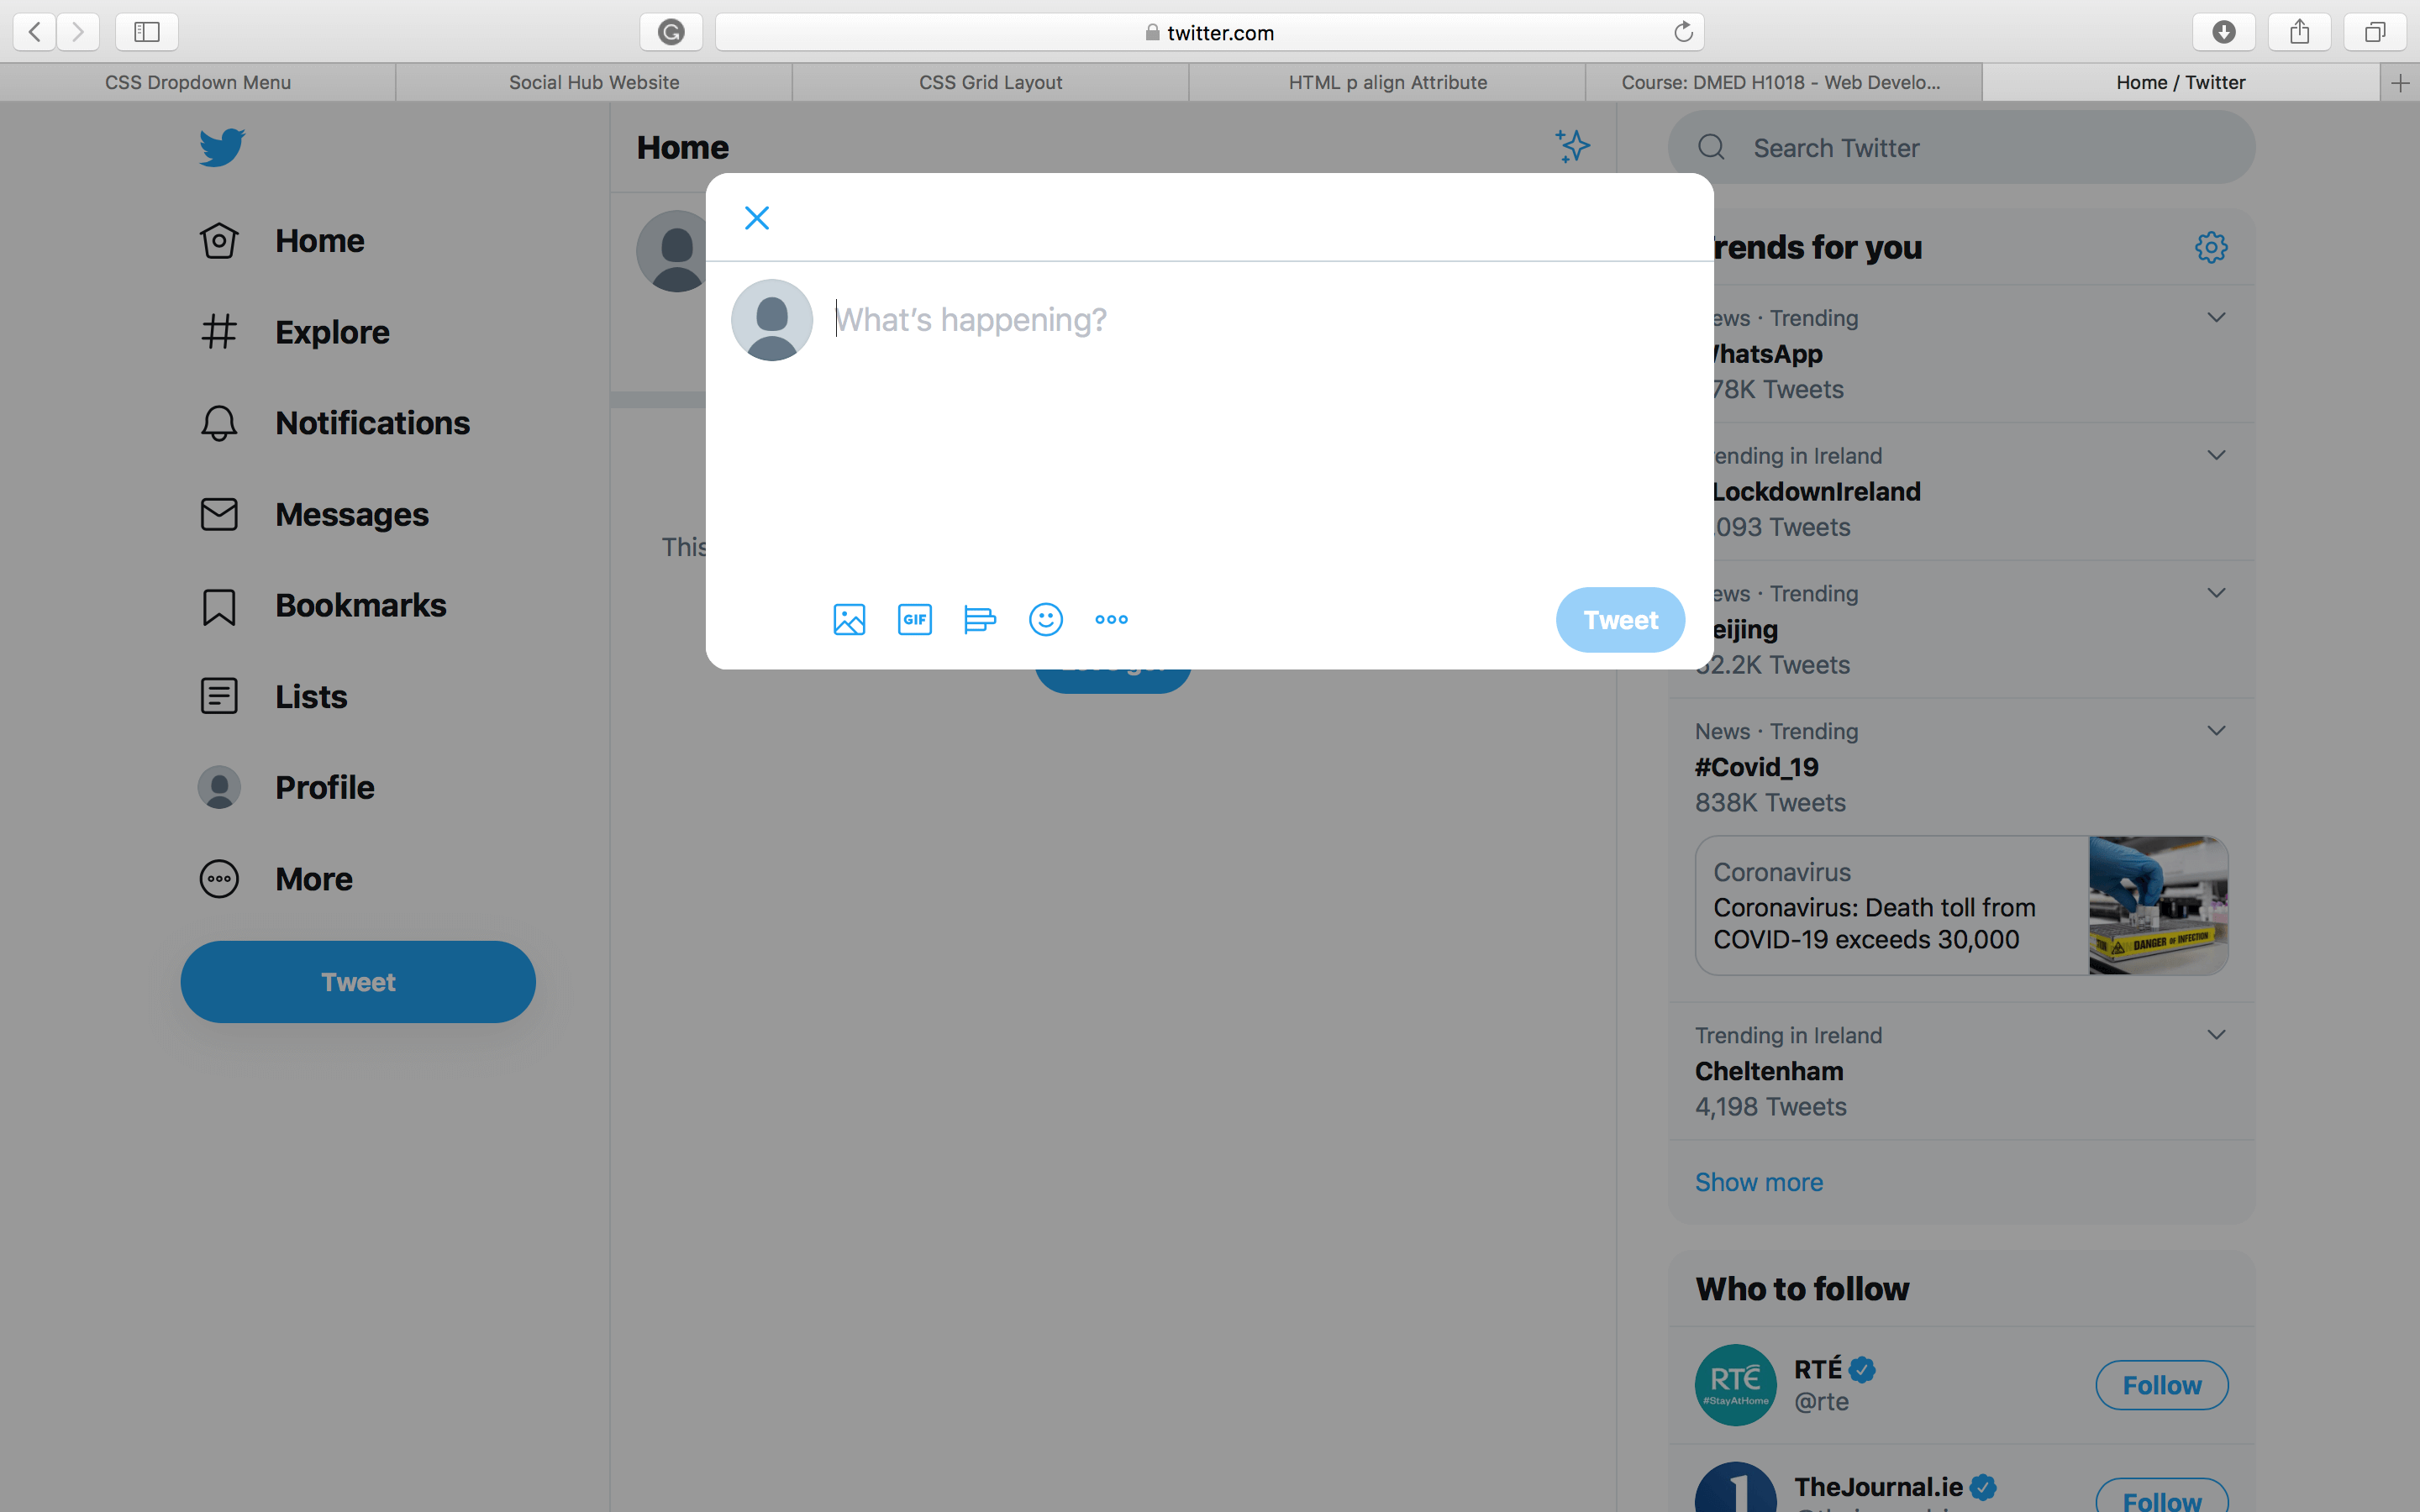 twitter.com
CSS Dropdown Menu
Social Hub Website
CSS Grid Layout
HTML p align Attribute
Course: DMED H1018 - Web Develo...
Home / Twitter
Home
Explore
Notifications
Messages
Bookmarks
Lists
Profile
More
Tweet
Home
What's happening?
GIF
Tweet
This
Search Twitter
rends for you
ews · Trending
hatsApp
78K Tweets
ending in Ireland
LockdownIreland
093 Tweets
ews · Trending
eijing
2.2K Tweets
News · Trending
#Covid_19
838K Tweets
Coronavirus
Coronavirus: Death toll from
COVID-19 exceeds 30,000
DANGER OF INFECTION
Trending in Ireland
Cheltenham
4,198 Tweets
Show more
Who to follow
RTÉ
#StayAtHome
RTÉ
@rte
Follow
TheJournal.ie
Follow